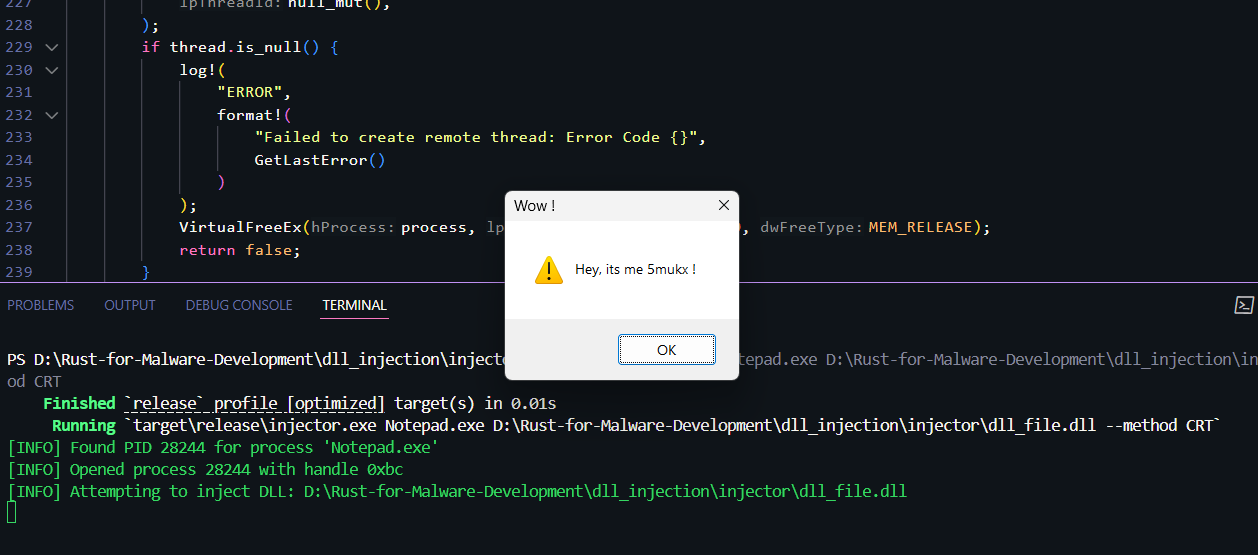 227 lpThreadId: null_mut(),
228 );
229 if thread.is_null() {
230 log!(
231 "ERROR",
232 format!(
233 "Failed to create remote thread: Error Code {}",
234 GetLastError()
235 )
236 );
237 VirtualFreeEx(hProcess: process, lp ), dwFreeType: MEM_RELEASE);
238 return false;
239 }
Wow !
Hey, its me 5mukx !
OK
PROBLEMS OUTPUT DEBUG CONSOLE TERMINAL
PS D:\Rust-for-Malware-Development\dll_injection\injecto tepad.exe D:\Rust-for-Malware-Development\dll_injection\in
od CRT
Finished `release` profile [optimized] target(s) in 0.01s
Running `target\release\injector.exe Notepad.exe D:\Rust-for-Malware-Development\dll_injection\injector\dll_file.dll --method CRT`
[INFO] Found PID 28244 for process 'Notepad.exe'
[INFO] Opened process 28244 with handle 0xbc
[INFO] Attempting to inject DLL: D:\Rust-for-Malware-Development\dll_injection\injector\dll_file.dll